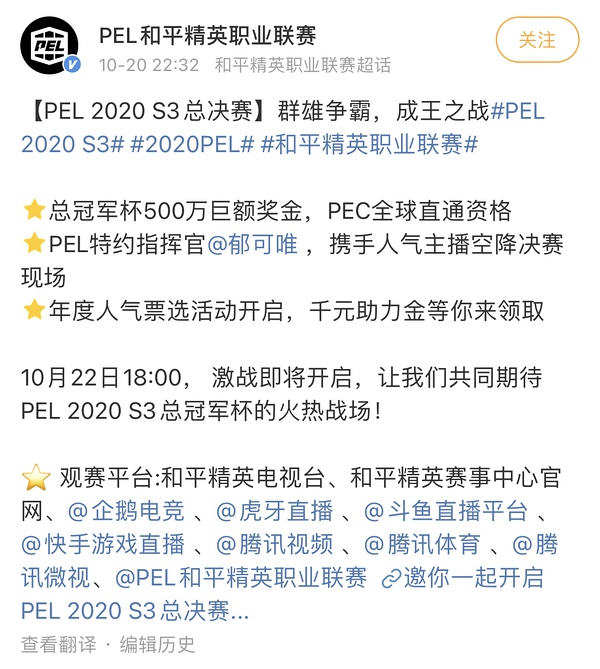 PEL
PEL和平精英职业联赛
关注
10-20 22:32 和平精英职业联赛超话
【PEL 2020 S3总决赛】群雄争霸，成王之战#PEL
2020 S3# #2020PEL# #和平精英职业联赛#
⭐总冠军杯500万巨额奖金，PEC全球直通资格
⭐PEL特约指挥官@郁可唯 ，携手人气主播空降决赛
现场
⭐年度人气票选活动开启，千元助力金等你来领取
10月22日18:00， 激战即将开启，让我们共同期待
PEL 2020 S3总冠军杯的火热战场！
⭐ 观赛平台:和平精英电视台、和平精英赛事中心官
网、@企鹅电竞 、@虎牙直播 、@斗鱼直播平台 、
@快手游戏直播 、@腾讯视频 、@腾讯体育 、@腾
讯微视、@PEL和平精英职业联赛 邀你一起开启
PEL 2020 S3总决赛...
查看翻译 · 编辑历史